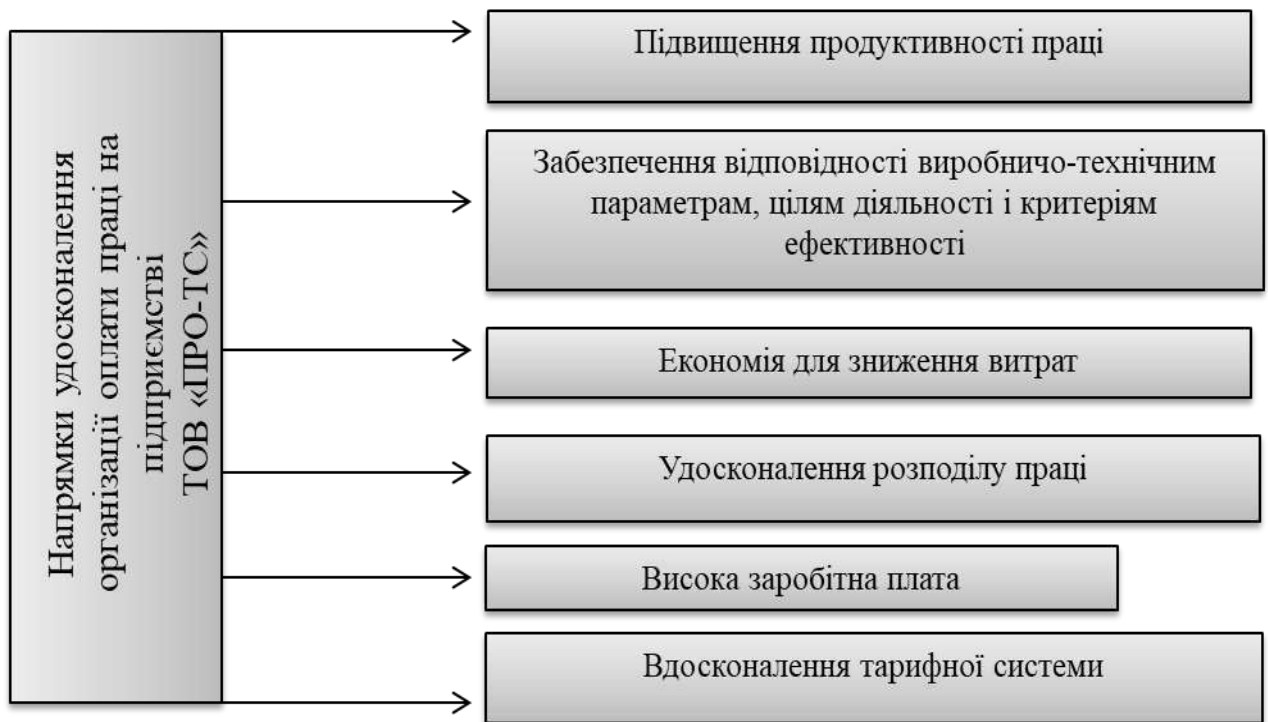 Напрямки удосконалення
організації оплати праці на
підприємстві
ТОВ «ПРО-ТС»
Підвищення продуктивності праці
Забезпечення відповідності виробничо-технічним
параметрам, цілям діяльності і критеріям
ефективності
Економія для зниження витрат
Удосконалення розподілу праці
Висока заробітна плата
Вдосконалення тарифної системи